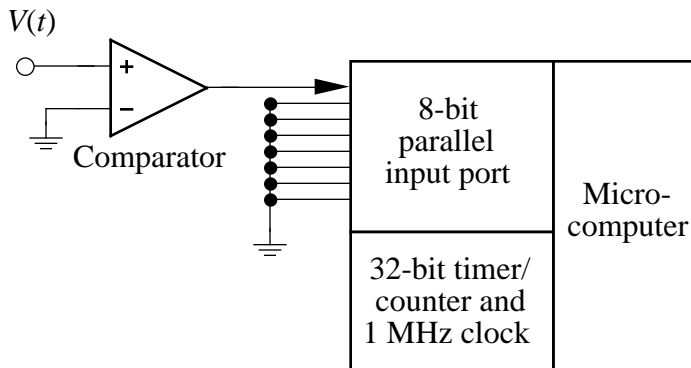 V(t)
+
−
Comparator
8-bit
parallel
input port
Micro-
computer
32-bit timer/
counter and
1 MHz clock